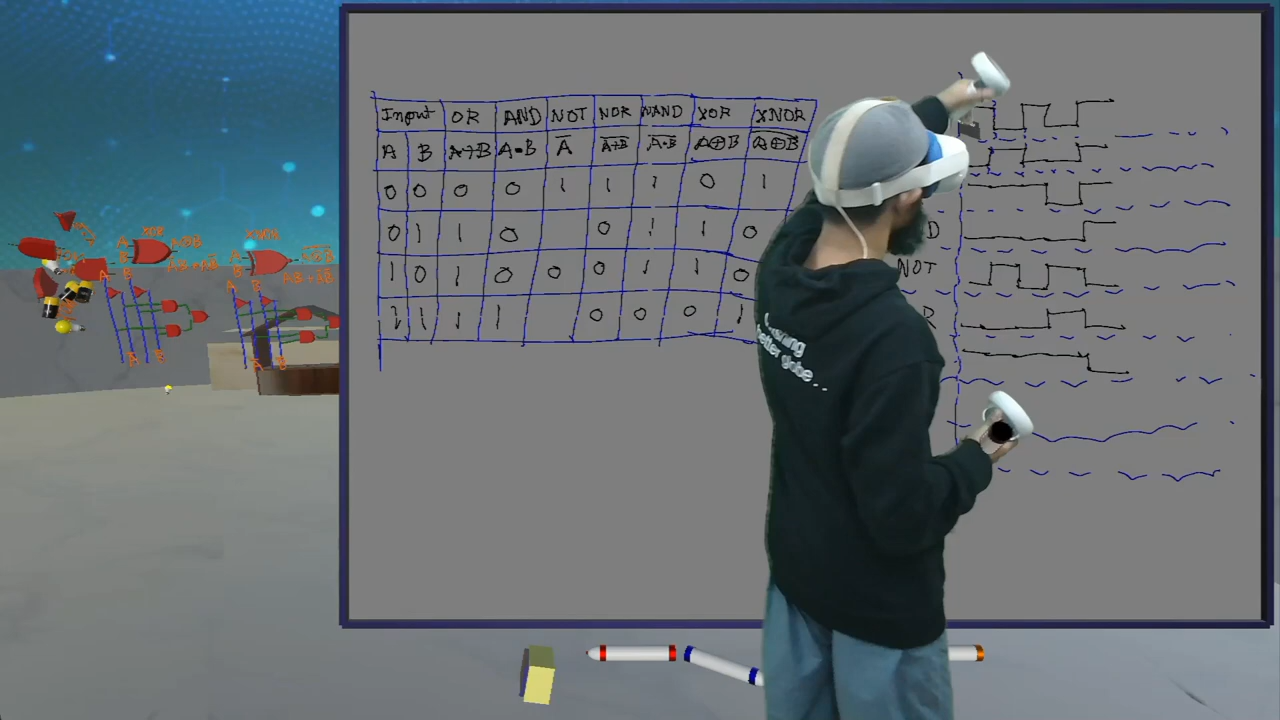 Input OR AND NOT NOR NAND XOR XNOR
A B A+B A•B A̅ A̅+̅B̅ A̅•̅B̅ A⊕B A̅⊕̅B̅
0 0 0 0 1 1 1 0 1
0 1 1 0 0 1 1 0
1 0 1 0 0 0 1 1 0
1 1 1 1 0 0 0 1
D
NOT
R
XOR
A
B
A⊕B
XNOR
A
B
A B
A B
B B
A B